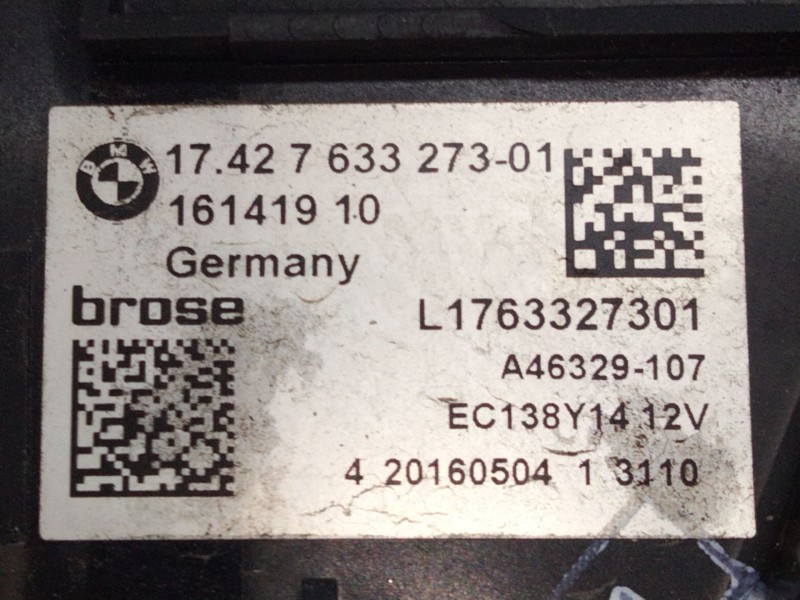 BMW
17.42 7 633 273-01
161419 10
Germany
brose
L1763327301
A46329-107
EC138Y14 12V
4 20160504 1 3110